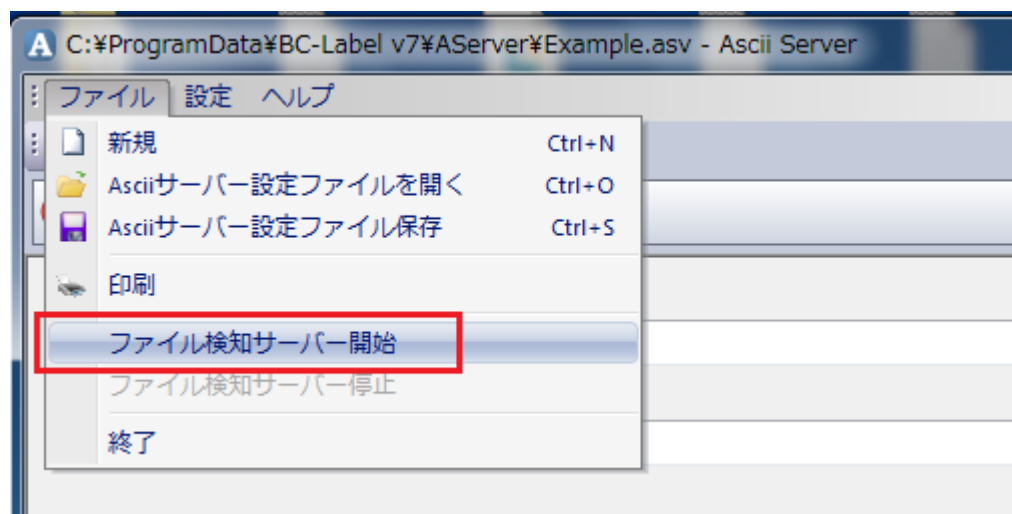 A C:¥ProgramData¥BC-Label v7¥AServer¥Example.asv - Ascii Server
ファイル 設定 ヘルプ
新規 Ctrl+N
Asciiサーバー設定ファイルを開く Ctrl+O
Asciiサーバー設定ファイル保存 Ctrl+S
印刷
ファイル検知サーバー開始
ファイル検知サーバー停止
終了